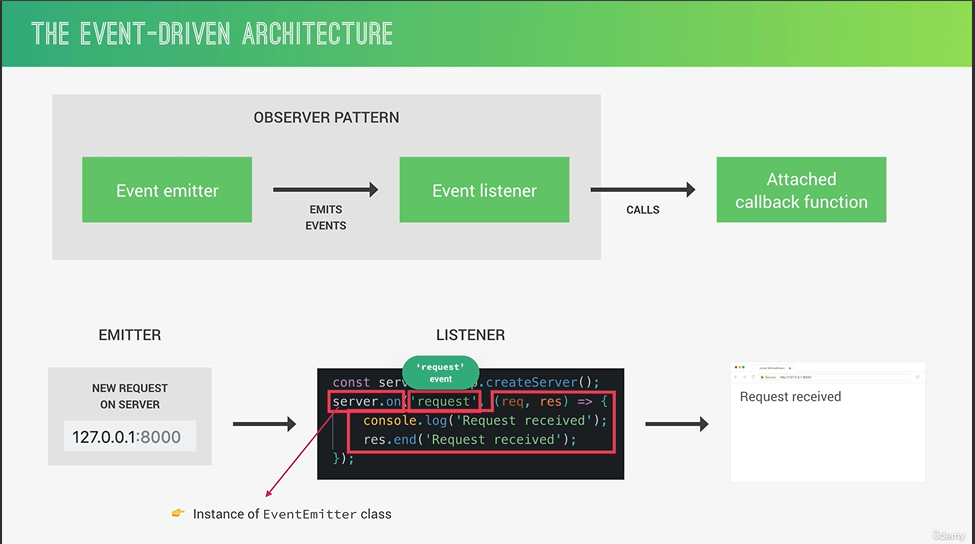 THE EVENT-DRIVEN ARCHITECTURE
OBSERVER PATTERN
Event emitter
EMITS
EVENTS
Event listener
CALLS
Attached
callback function
EMITTER
NEW REQUEST
ON SERVER
127.0.0.1:8000
LISTENER
'request'
event
const serv p.createServer();
server.on('request', (req, res) => {
console.log('Request received');
res.end('Request received');
});
👉 Instance of EventEmitter class
Request received
ûdemy